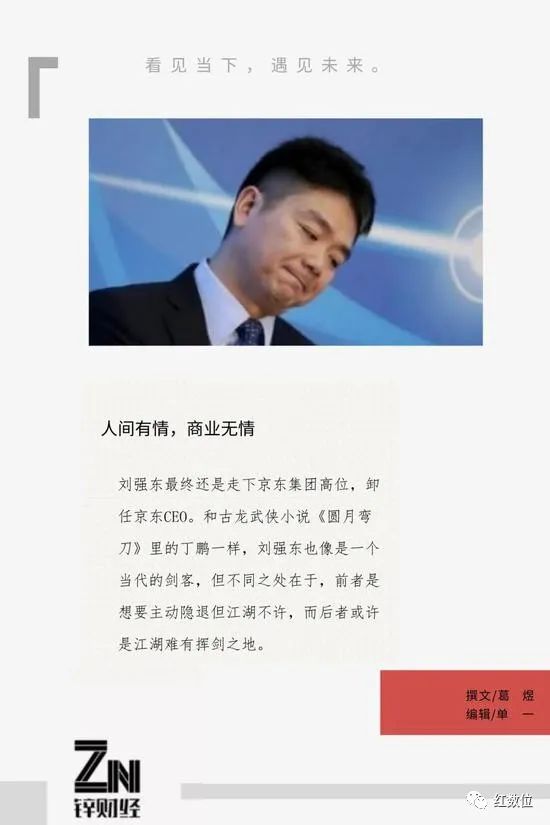 看见当下，遇见未来。
人间有情，商业无情
刘强东最终还是走下京东集团高位，卸
任京东CEO。和古龙武侠小说《圆月弯
刀》里的丁鹏一样，刘强东也像是一个
当代的剑客，但不同之处在于，前者是
想要主动隐退但江湖不许，而后者或许
是江湖难有挥剑之地。
撰文/葛　煜
编辑/单　一
ZN
锌财经
红数位